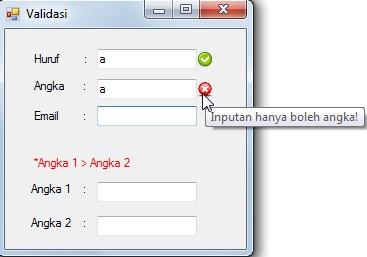 Validasi
Huruf : a
Angka : a
Inputan hanya boleh angka!
Email :
*Angka 1 > Angka 2
Angka 1 :
Angka 2 :